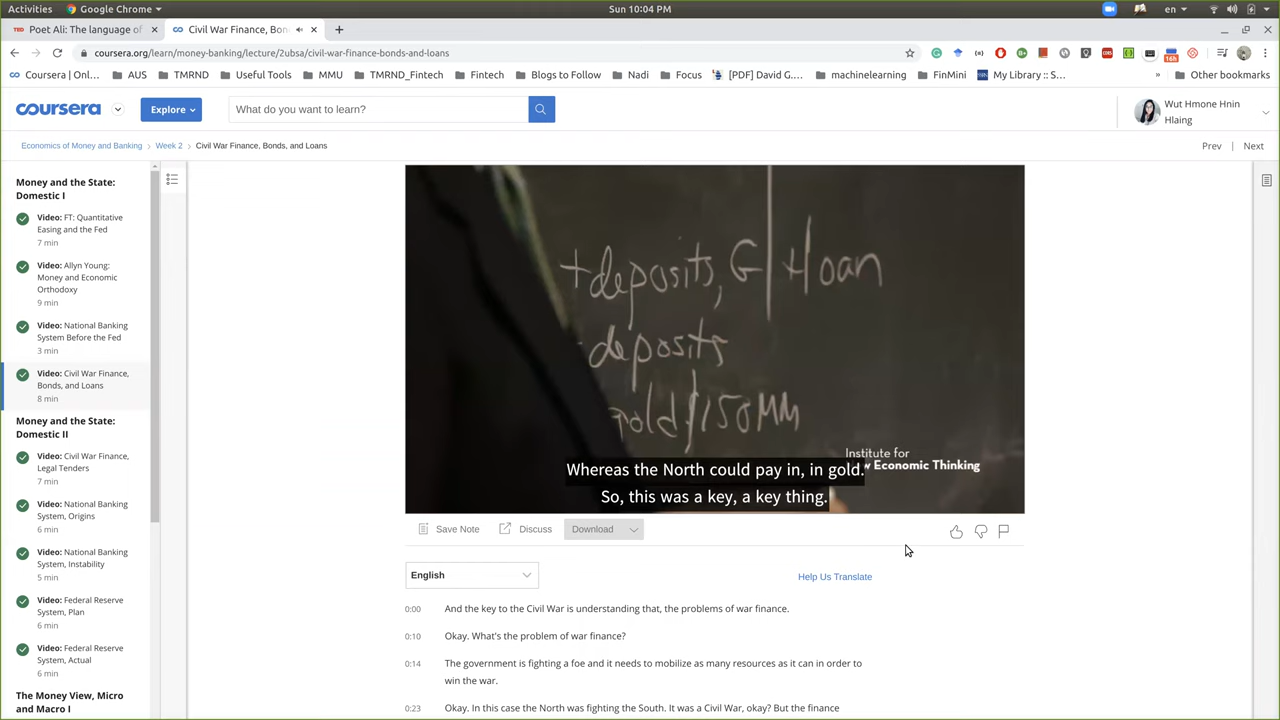 Activities
Google Chrome
Sun 10:04 PM
en
TED Poet Ali: The language of
Civil War Finance, Bon
coursera.org/learn/money-banking/lecture/2ubsa/civil-war-finance-bonds-and-loans
16h
Coursera | Onl…
AUS
TMRND
Useful Tools
MMU
TMRND_Fintech
Fintech
Blogs to Follow
Nadi
Focus
[PDF] David G.…
machinelearning
FinMini
My Library :: S…
»
Other bookmarks
coursera
Explore
What do you want to learn?
Wut Hmone Hnin
Hlaing
Economics of Money and Banking > Week 2 > Civil War Finance, Bonds, and Loans
Prev | Next
Money and the State:
Domestic I
Video: FT: Quantitative
Easing and the Fed
7 min
Video: Allyn Young:
Money and Economic
Orthodoxy
9 min
Video: National Banking
System Before the Fed
3 min
Video: Civil War Finance,
Bonds, and Loans
8 min
Money and the State:
Domestic II
Video: Civil War Finance,
Legal Tenders
7 min
Video: National Banking
System, Origins
6 min
Video: National Banking
System, Instability
5 min
Video: Federal Reserve
System, Plan
6 min
Video: Federal Reserve
System, Actual
6 min
The Money View, Micro
and Macro I
+deposits, G | +loan
-deposits
gold $150MM
Institute for
w Economic Thinking
Whereas the North could pay in, in gold.
So, this was a key, a key thing.
Save Note
Discuss
Download
English
Help Us Translate
0:00 And the key to the Civil War is understanding that, the problems of war finance.
0:10 Okay. What's the problem of war finance?
0:14 The government is fighting a foe and it needs to mobilize as many resources as it can in order to
win the war.
0:23 Okay. In this case the North was fighting the South. It was a Civil War, okay? But the finance